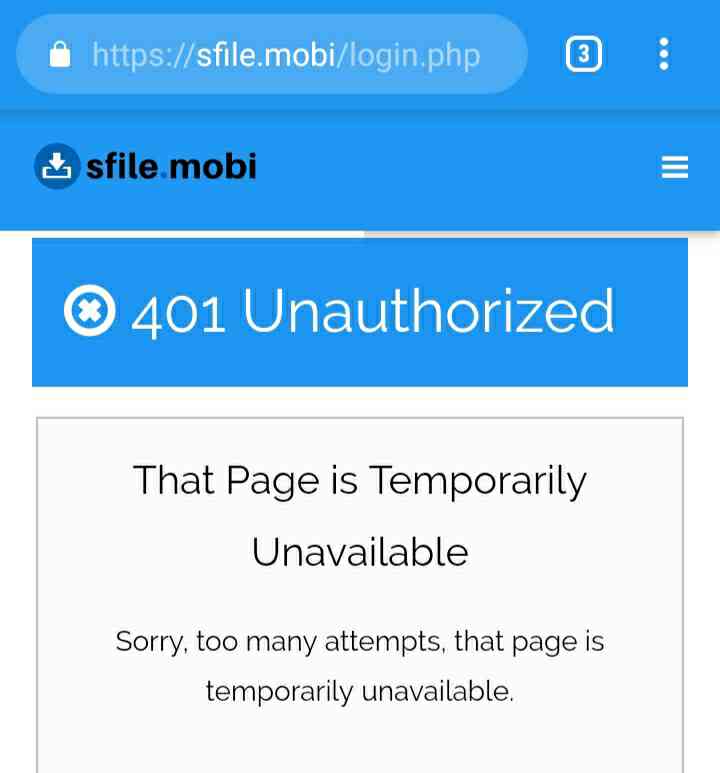 https://sfile.mobi/login.php 3
sfile.mobi
401 Unauthorized
That Page is Temporarily
Unavailable
Sorry, too many attempts, that page is
temporarily unavailable.